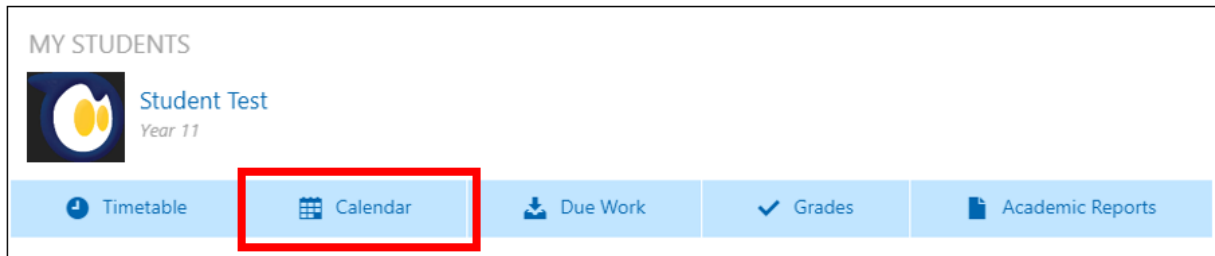 MY STUDENTS
Student Test
Year 11
Timetable Calendar Due Work Grades Academic Reports